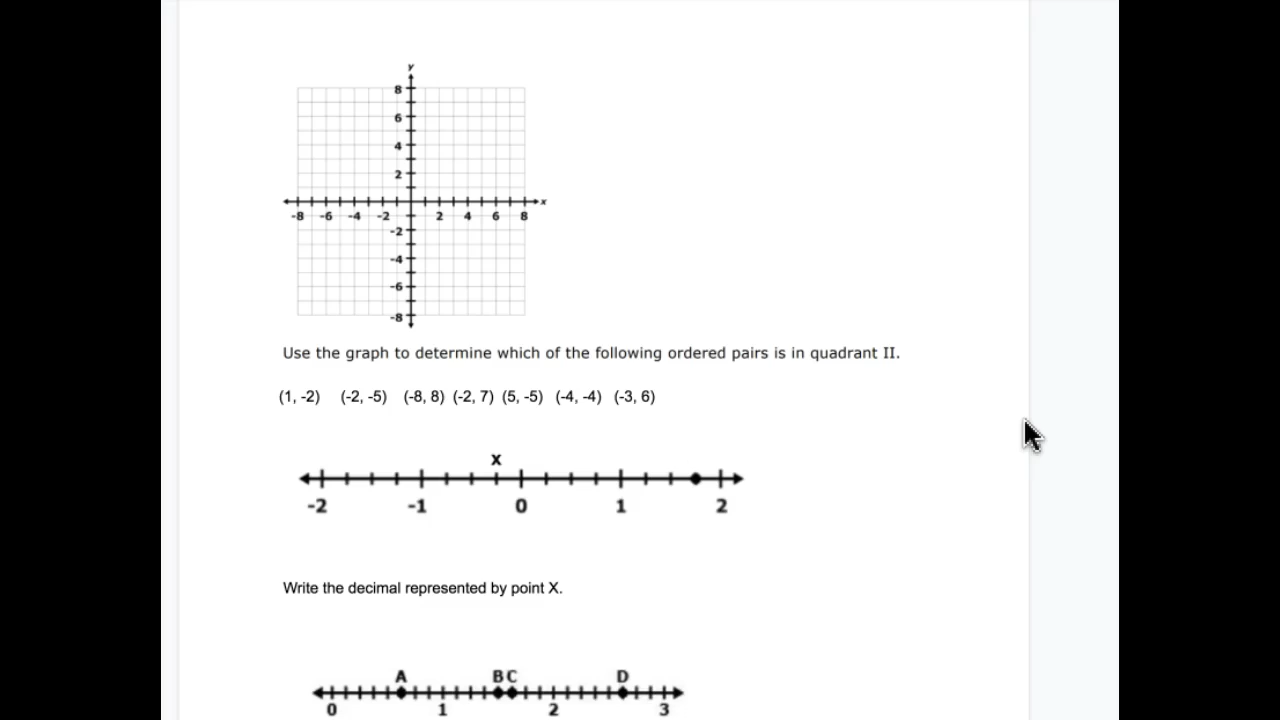 Y
8
6
4
2
x
-8 -6 -4 -2 2 4 6 8
-2
-4
-6
-8
Use the graph to determine which of the following ordered pairs is in quadrant II.
(1, -2) (-2, -5) (-8, 8) (-2, 7) (5, -5) (-4, -4) (-3, 6)
X
-2 -1 0 1 2
Write the decimal represented by point X.
A B C D
0 1 2 3